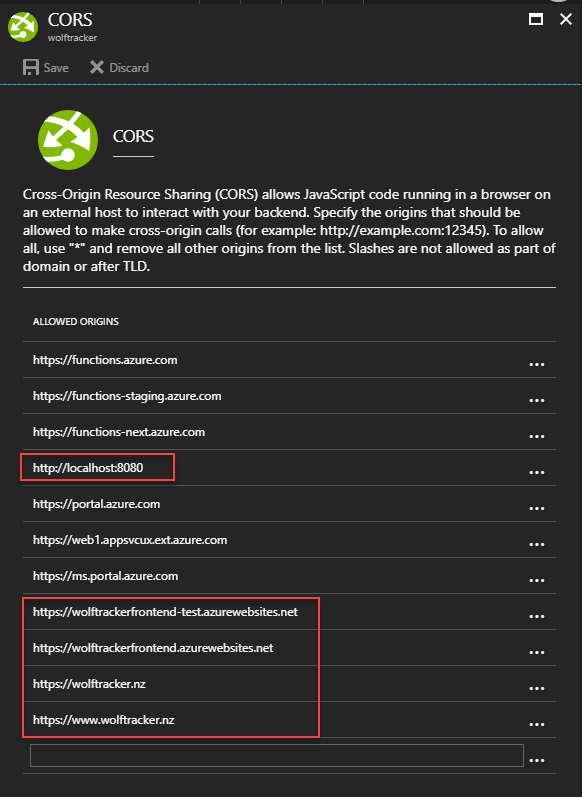 CORS
wolftracker
Save Discard
CORS
Cross-Origin Resource Sharing (CORS) allows JavaScript code running in a browser on
an external host to interact with your backend. Specify the origins that should be
allowed to make cross-origin calls (for example: http://example.com:12345). To allow
all, use "*" and remove all other origins from the list. Slashes are not allowed as part of
domain or after TLD.
ALLOWED ORIGINS
https://functions.azure.com ...
https://functions-staging.azure.com ...
https://functions-next.azure.com ...
http://localhost:8080 ...
https://portal.azure.com ...
https://web1.appsvcux.ext.azure.com ...
https://ms.portal.azure.com ...
https://wolftrackerfrontend-test.azurewebsites.net ...
https://wolftrackerfrontend.azurewebsites.net ...
https://wolftracker.nz ...
https://www.wolftracker.nz ...
...